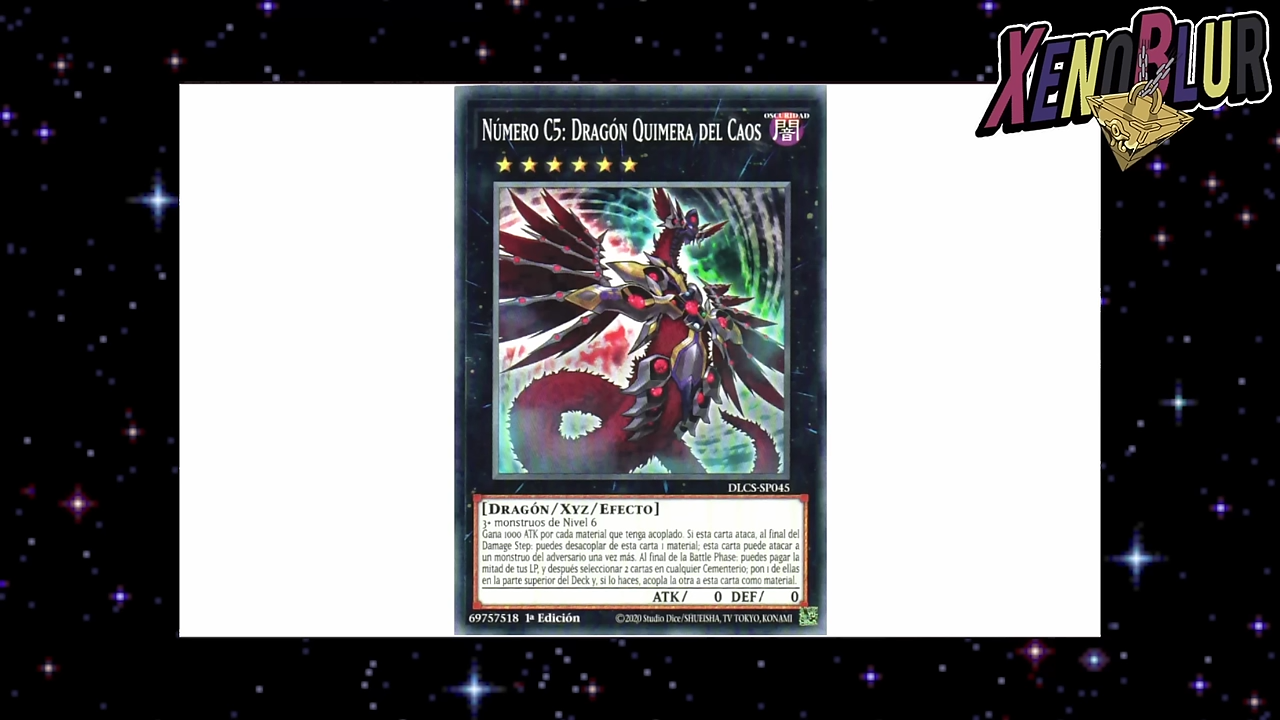 XENOBLUR
NÚMERO C5: DRAGÓN QUIMERA DEL CAOS
OSCURIDAD
闇
DLCS-SP045
[DRAGÓN/XYZ/EFECTO]
3+ monstruos de Nivel 6
Gana 1000 ATK por cada material que tenga acoplado. Si esta carta ataca, al final del
Damage Step: puedes desacoplar de esta carta 1 material; esta carta puede atacar a
un monstruo del adversario una vez más. Al final de la Battle Phase: puedes pagar la
mitad de tus LP, y después seleccionar 2 cartas en cualquier Cementerio; pon 1 de ellas
en la parte superior del Deck y, si lo haces, acopla la otra a esta carta como material.
ATK/ 0 DEF/ 0
69757518 1ª Edición ©2020 Studio Dice/SHUEISHA, TV TOKYO, KONAMI